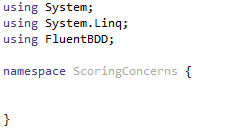 using System;
using System.Linq;
using FluentBDD;
namespace ScoringConcerns {
}